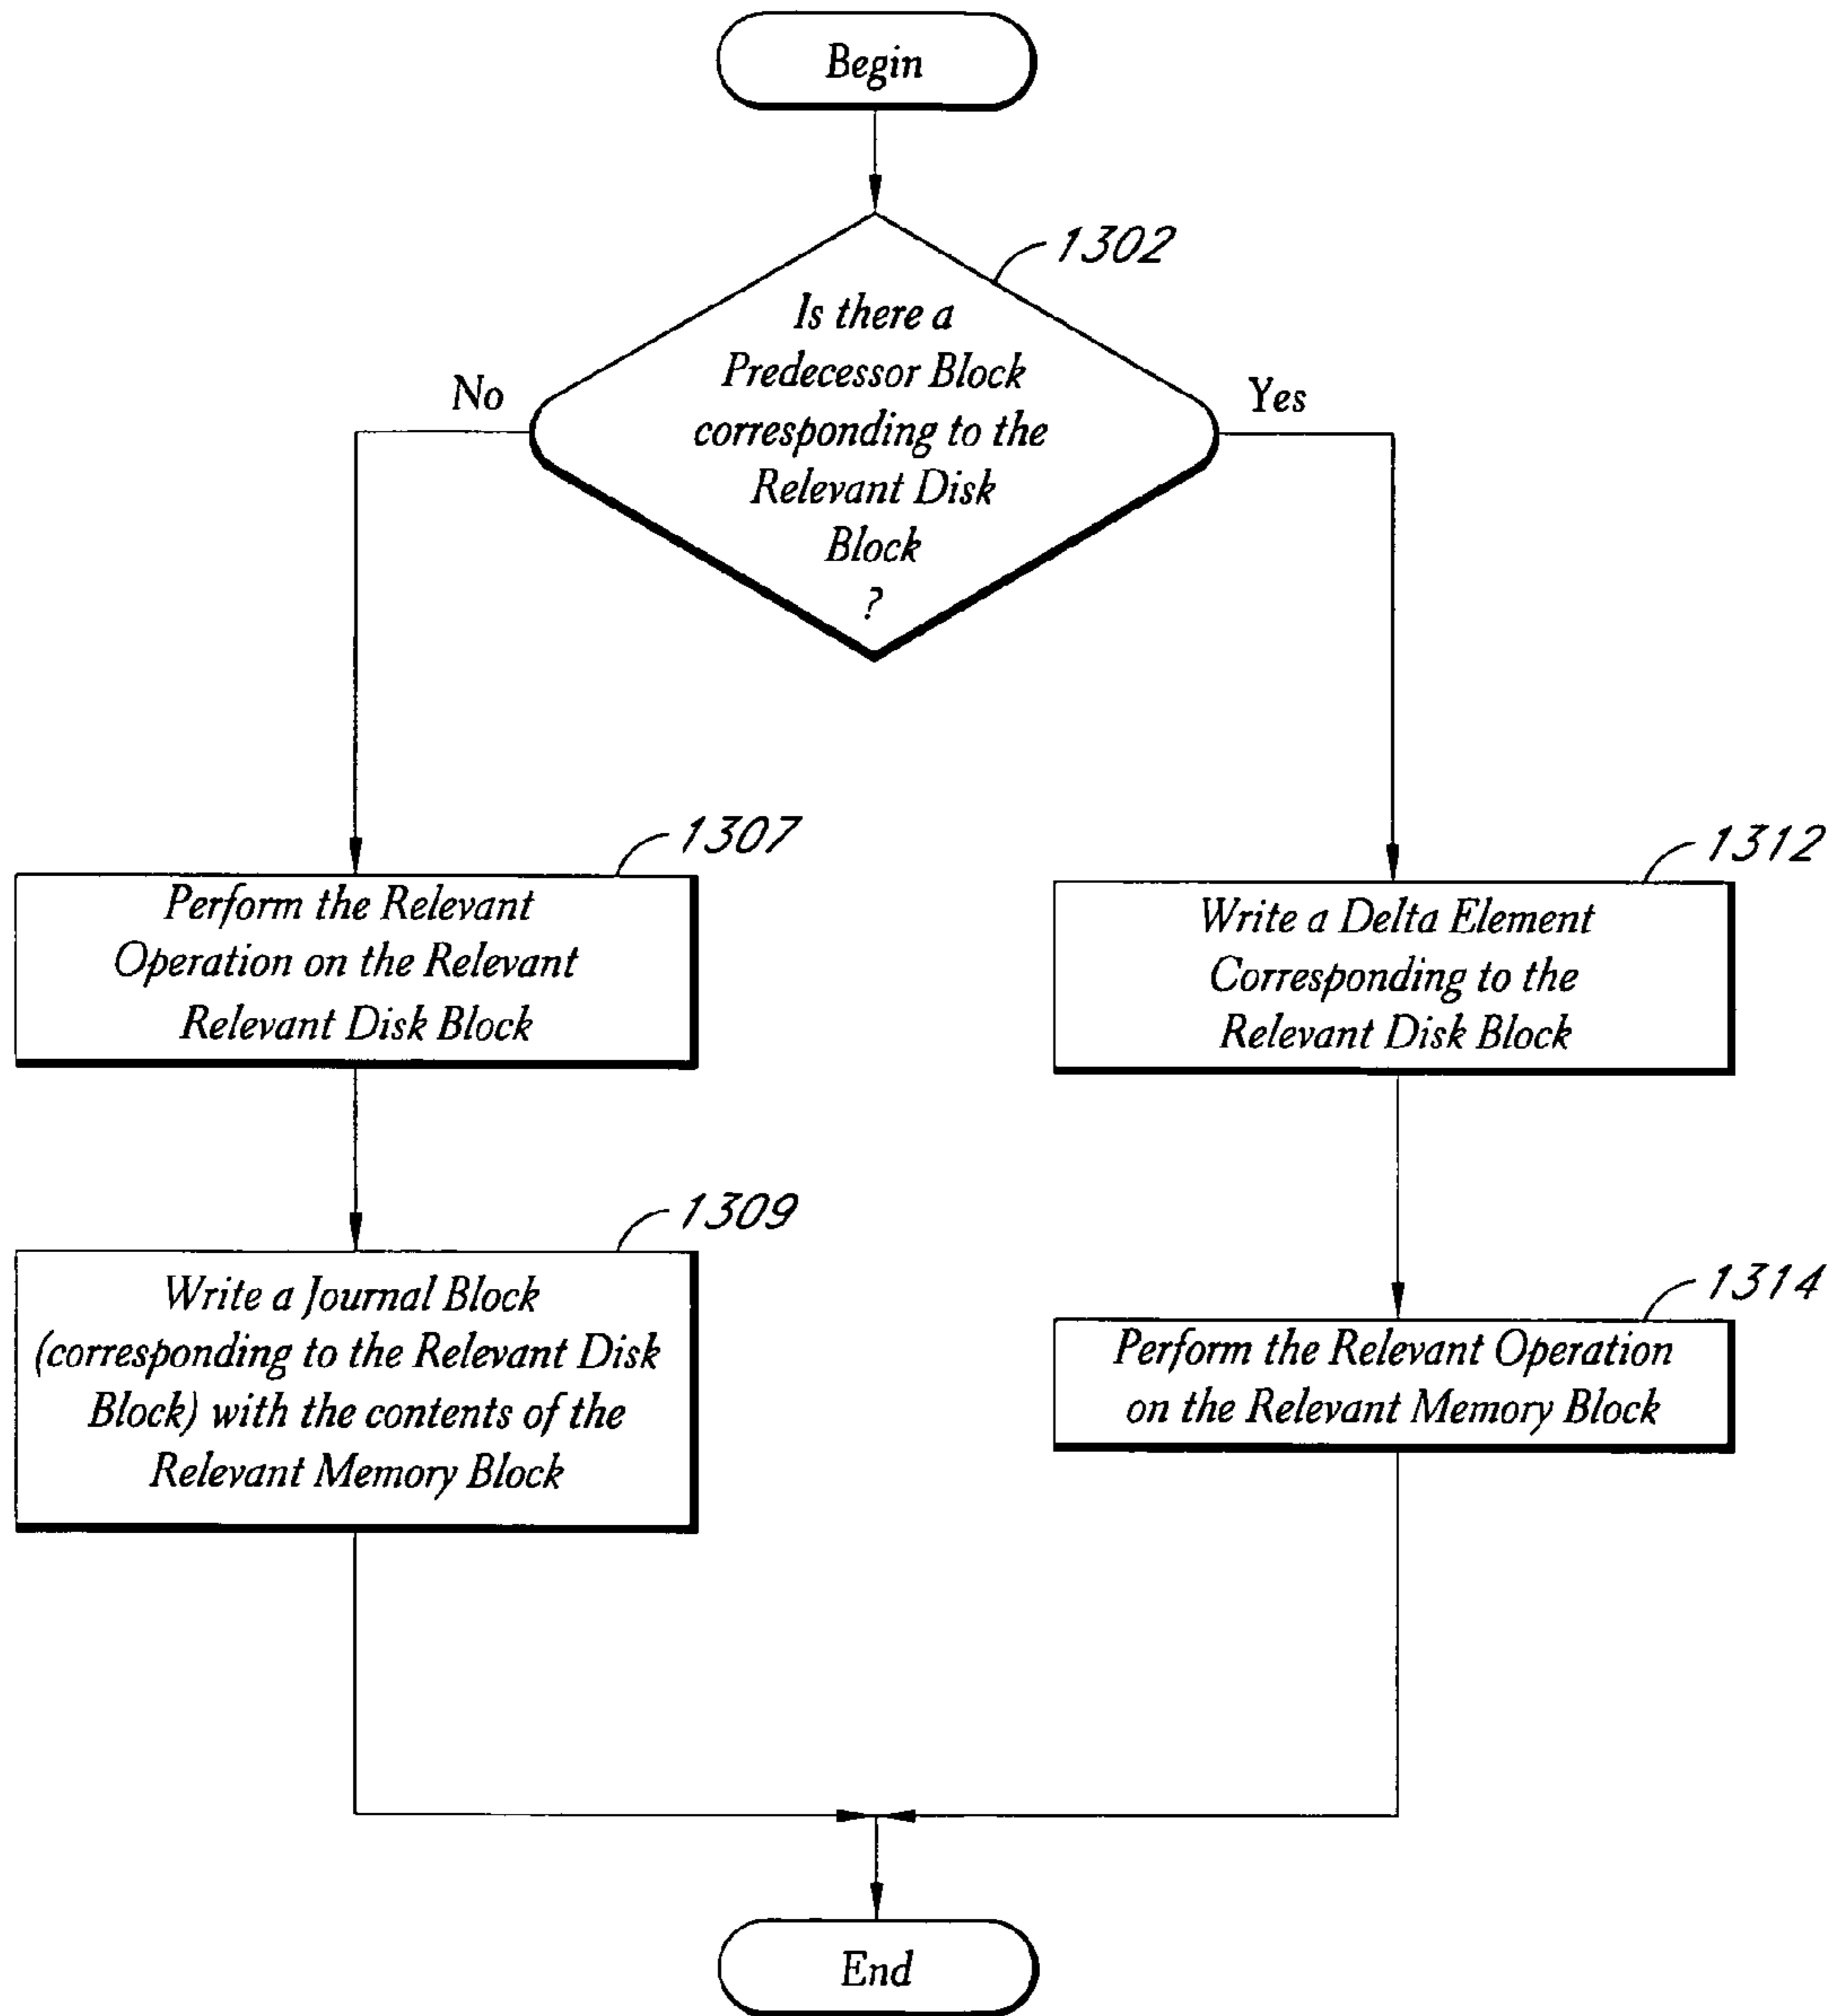 Begin
1302
Is there a
Predecessor Block
corresponding to the
Relevant Disk
Block
?
No
Yes
1307
Perform the Relevant
Operation on the Relevant
Relevant Disk Block
1312
Write a Delta Element
Corresponding to the
Relevant Disk Block
1309
Write a Journal Block
(corresponding to the Relevant Disk
Block) with the contents of the
Relevant Memory Block
1314
Perform the Relevant Operation
on the Relevant Memory Block
End